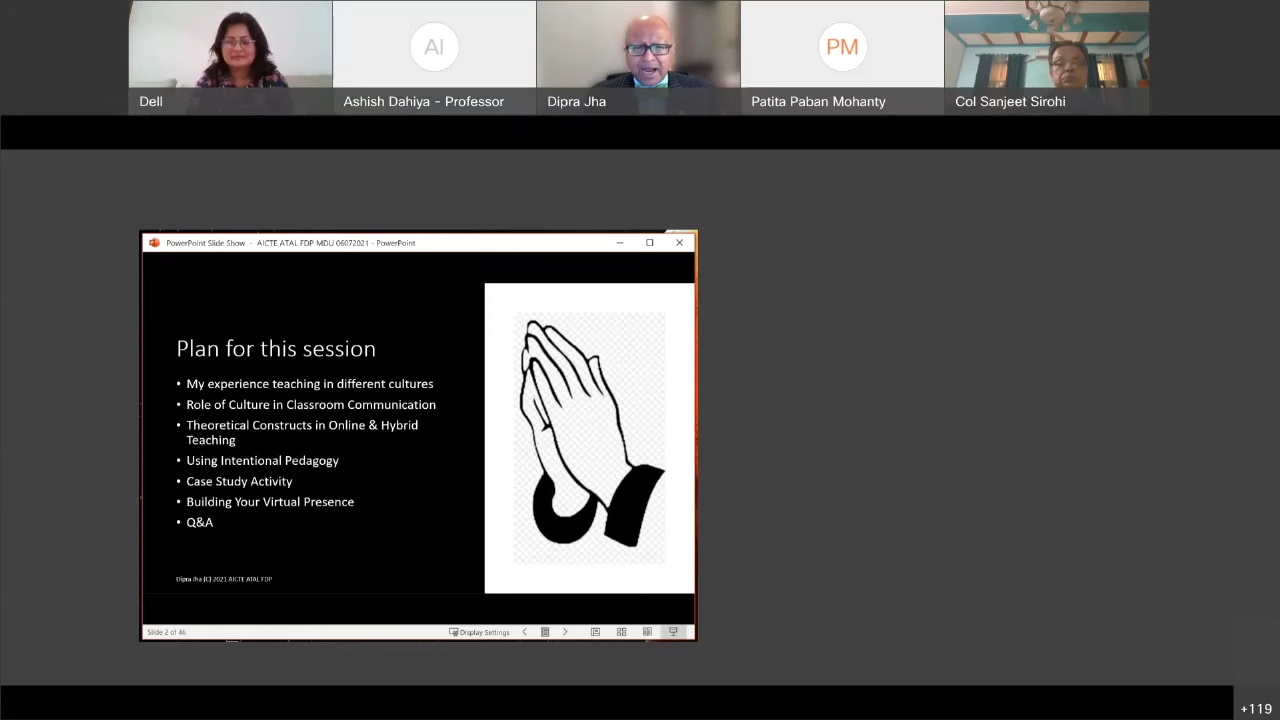 AI
PM
Dell
Ashish Dahiya - Professor
Dipra Jha
Patita Paban Mohanty
Col Sanjeet Sirohi
PowerPoint Slide Show - AICTE ATAL FDP MDU 06072021 - PowerPoint
Plan for this session
• My experience teaching in different cultures
• Role of Culture in Classroom Communication
• Theoretical Constructs in Online & Hybrid
Teaching
• Using Intentional Pedagogy
• Case Study Activity
• Building Your Virtual Presence
• Q&A
Dipra Jha (C) 2021 AICTE ATAL FDP
Slide 2 of 46
Display Settings
+119